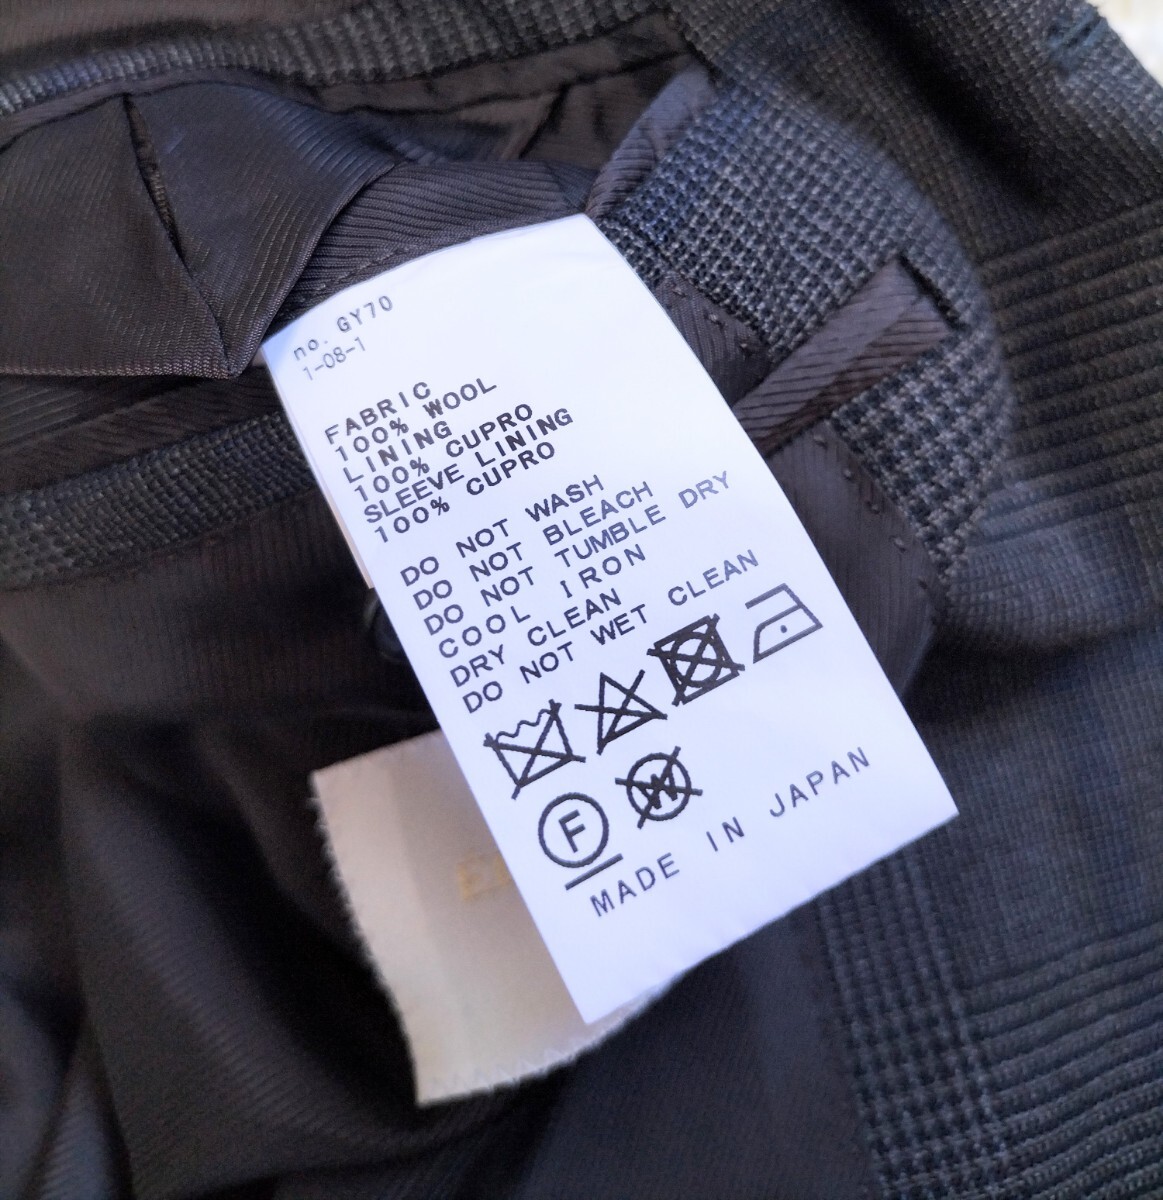 no. GY70
1-08-1
FABRIC
100% WOOL
LINING
100% CUPRO
SLEEVE LINING
100% CUPRO
DO NOT WASH
DO NOT BLEACH
DO NOT TUMBLE DRY
COOL IRON
DRY CLEAN
DO NOT WET CLEAN
F W
MADE IN JAPAN